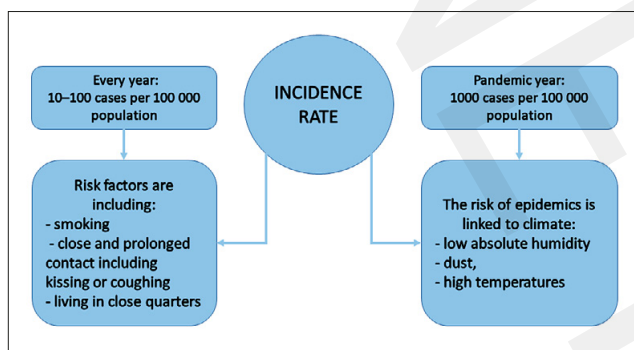 Every year:
10–100 cases per 100 000
population
INCIDENCE
RATE
Pandemic year:
1000 cases per 100 000
population
Risk factors are
including:
- smoking
- close and prolonged
contact including
kissing or coughing
- living in close quarters
The risk of epidemics is
linked to climate:
- low absolute humidity
- dust,
- high temperatures